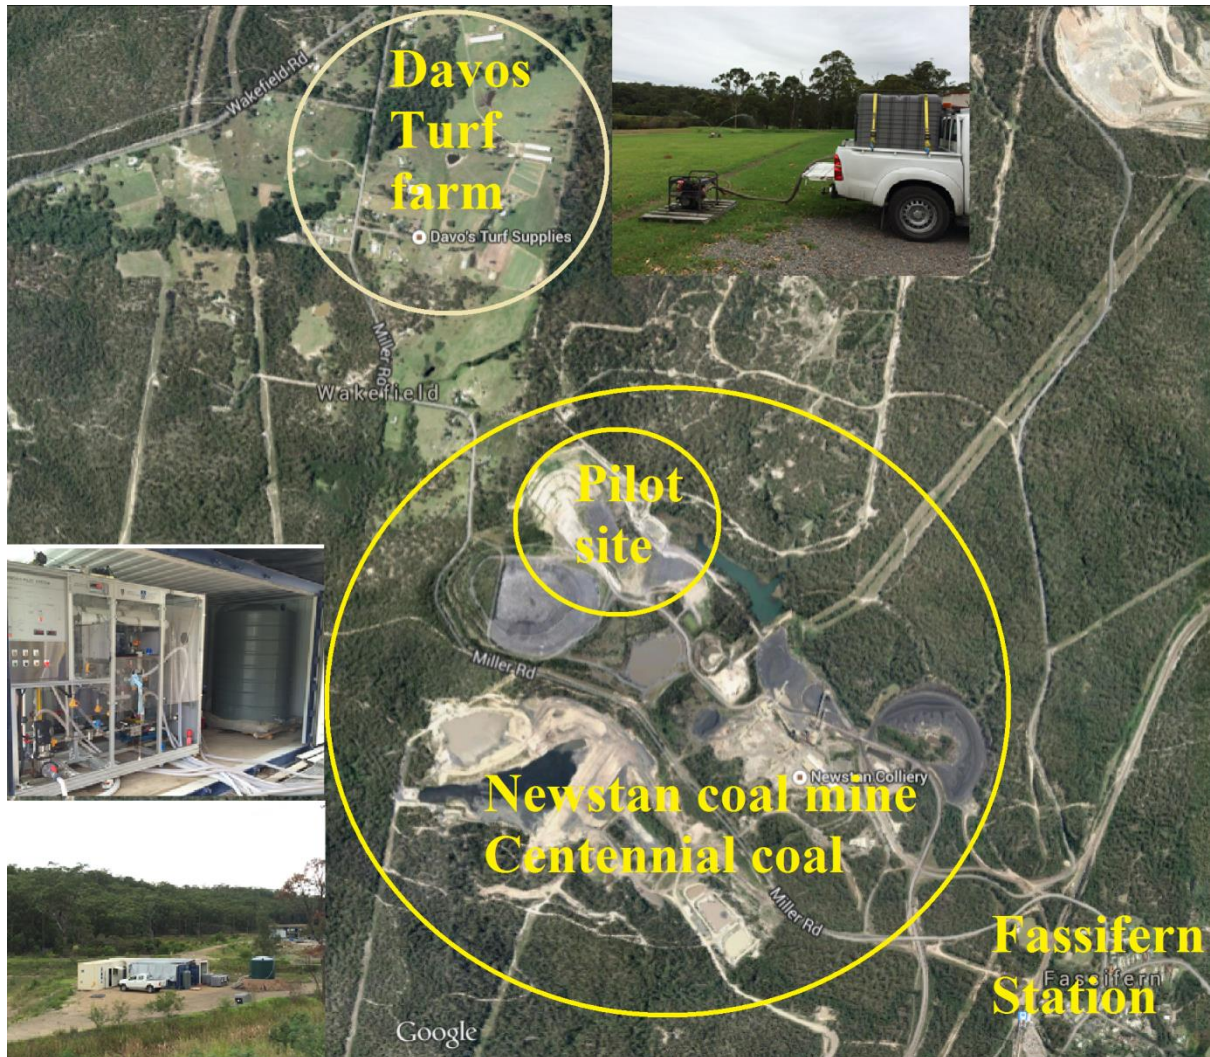 Davos
Turf
farm
Wakefield Rd
Davo's Turf Supplies
Miller Rd
Wakefield
Pilot
site
Miller Rd
Newstan Colliery
Newstan coal mine
Centennial coal
Miller Rd
Fassifern
Station
Fassifern
Google